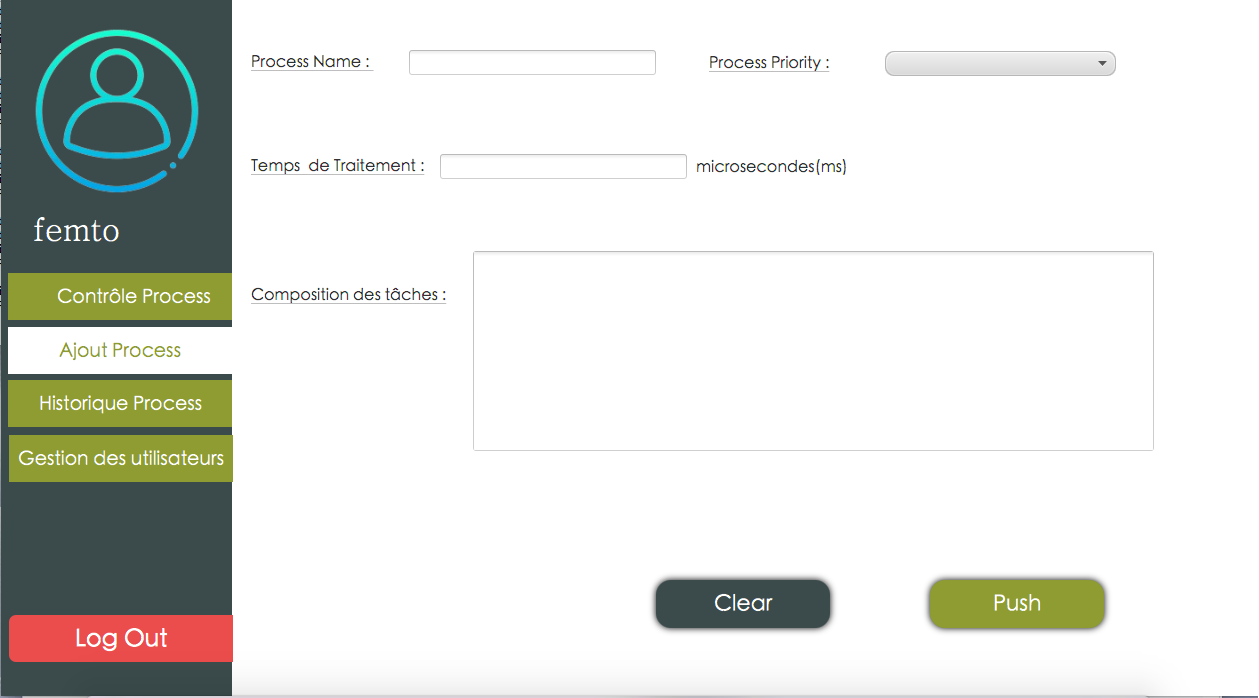 femto
Contrôle Process
Ajout Process
Historique Process
Gestion des utilisateurs
Log Out
Process Name :
Process Priority :
Temps de Traitement :
microsecondes(ms)
Composition des tâches :
Clear
Push